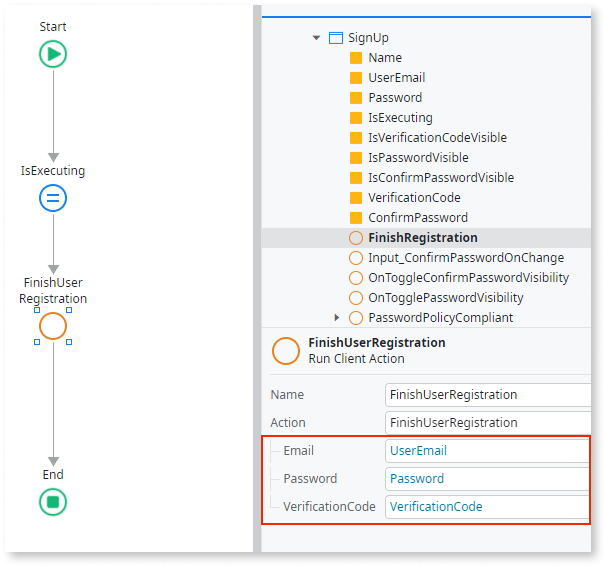 Start
IsExecuting
FinishUser
Registration
End
SignUp
Name
UserEmail
Password
IsExecuting
IsVerificationCodeVisible
IsPasswordVisible
IsConfirmPasswordVisible
VerificationCode
ConfirmPassword
FinishRegistration
Input_ConfirmPasswordOnChange
OnToggleConfirmPasswordVisibility
OnTogglePasswordVisibility
PasswordPolicyCompliant
FinishUserRegistration
Run Client Action
Name FinishUserRegistration
Action FinishUserRegistration
Email UserEmail
Password Password
VerificationCode VerificationCode